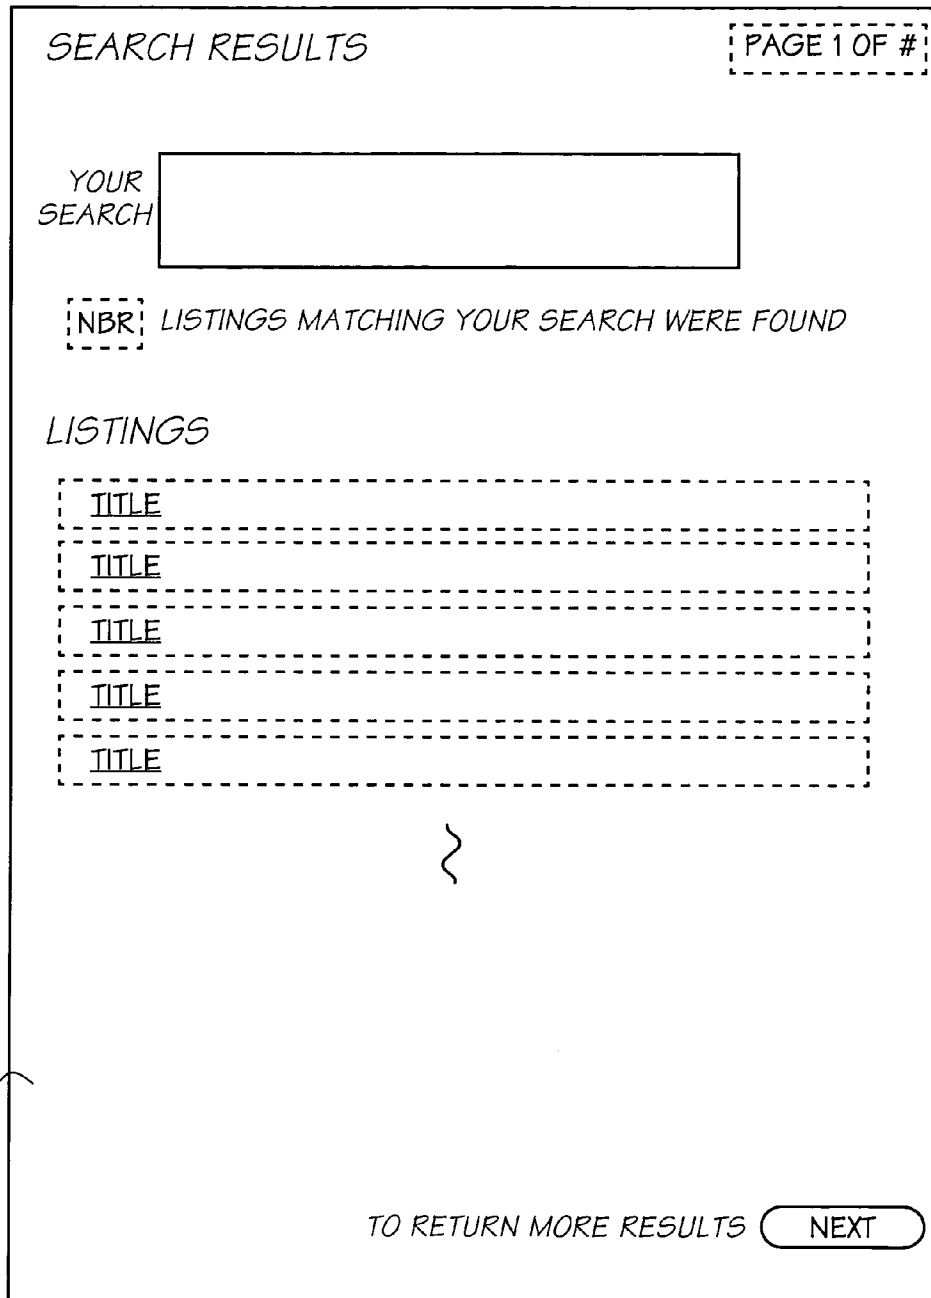 SEARCH RESULTS
PAGE 1 OF #
YOUR
SEARCH
NBR LISTINGS MATCHING YOUR SEARCH WERE FOUND
LISTINGS
TITLE
TITLE
TITLE
TITLE
TITLE
TO RETURN MORE RESULTS NEXT